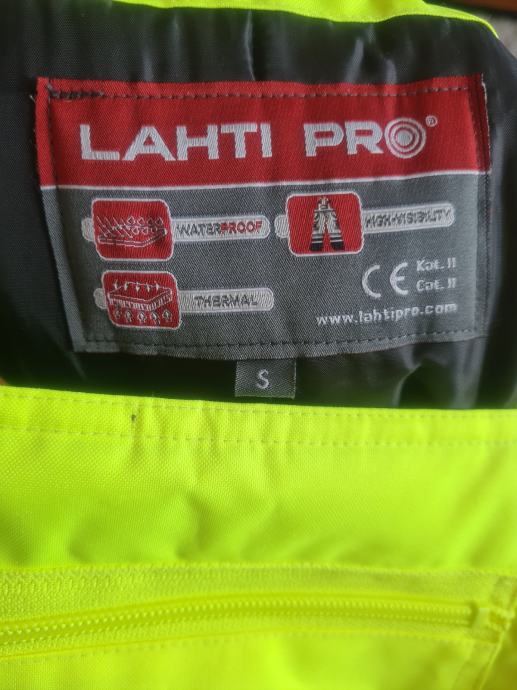 LAHTI PRO®
WATERPROOF
HIGH-VISIBILITY
THERMAL
CE Kat. II
Cat. II
www.lahtipro.com
S